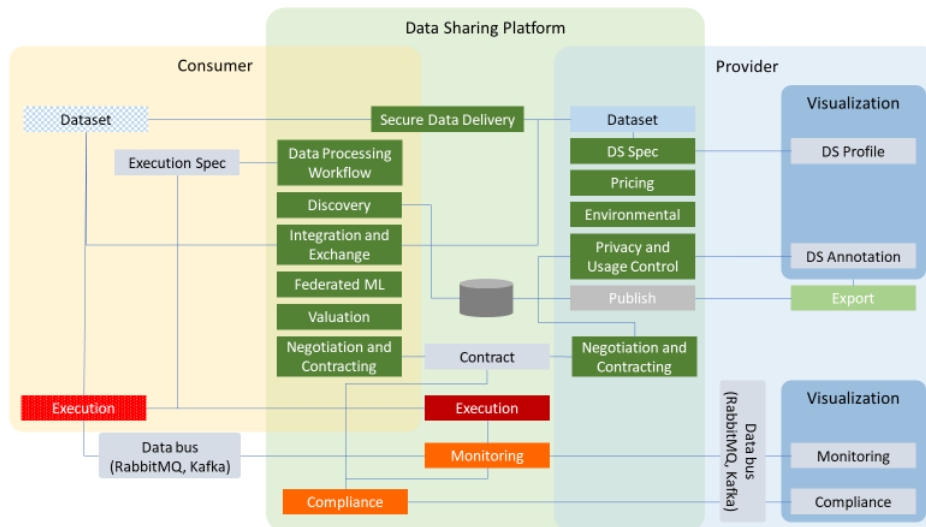 Data Sharing Platform
Consumer
Provider
Visualization
Dataset
Secure Data Delivery
Dataset
Execution Spec
Data Processing
Workflow
DS Spec
DS Profile
Pricing
Discovery
Environmental
Integration and
Exchange
Privacy and
Usage Control
DS Annotation
Federated ML
Publish
Export
Valuation
Negotiation and
Contracting
Contract
Negotiation and
Contracting
Execution
Execution
Data bus
(RabbitMQ, Kafka)
Visualization
Data bus
(RabbitMQ, Kafka)
Monitoring
Monitoring
Compliance
Compliance